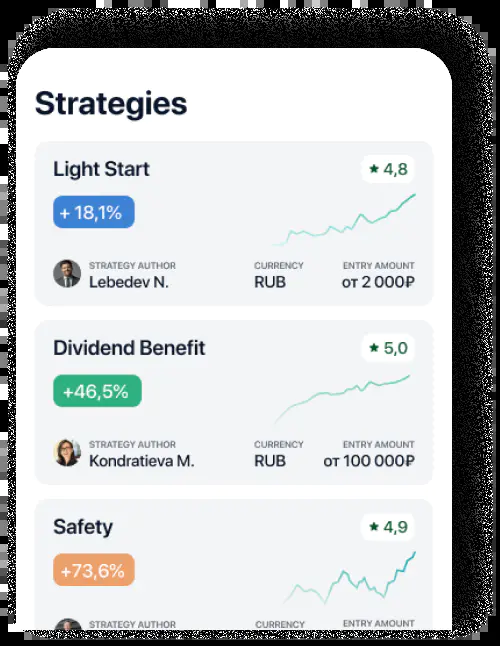 Strategies
Light Start
★ 4,8
+ 18,1%
STRATEGY AUTHOR
Lebedev N.
CURRENCY
RUB
ENTRY AMOUNT
от 2 000₽
Dividend Benefit
★ 5,0
+46,5%
STRATEGY AUTHOR
Kondratieva M.
CURRENCY
RUB
ENTRY AMOUNT
от 100 000₽
Safety
★ 4,9
+73,6%
STRATEGY AUTHOR
CURRENCY
ENTRY AMOUNT